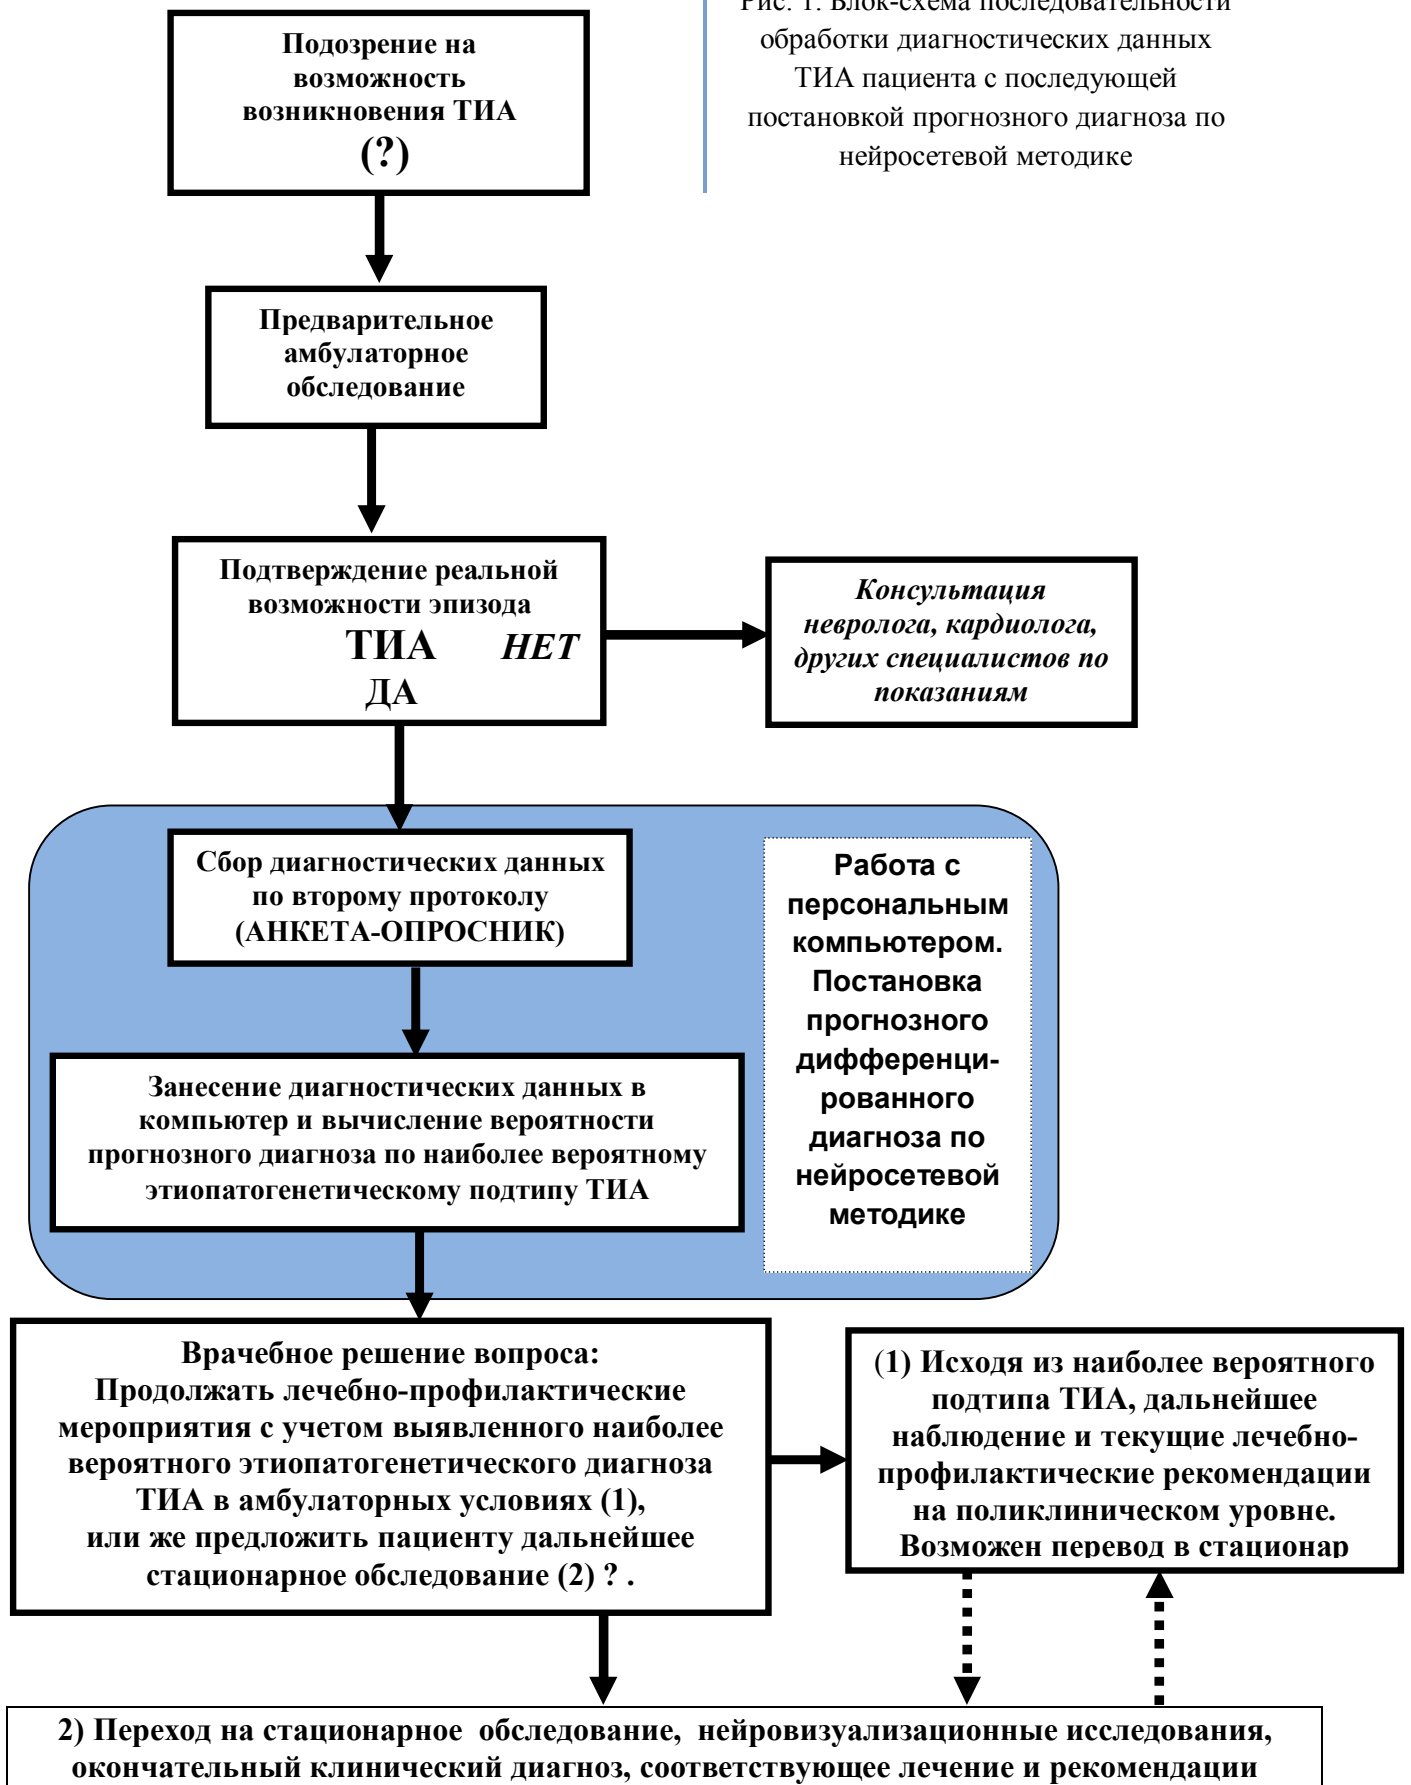 Рис. 1. Блок-схема последовательности
обработки диагностических данных
ТИА пациента с последующей
постановкой прогнозного диагноза по
нейросетевой методике
Подозрение на
возможность
возникновения ТИА
(?)
Предварительное
амбулаторное
обследование
Подтверждение реальной
возможности эпизода
ТИА НЕТ
ДА
Консультация
невролога, кардиолога,
других специалистов по
показаниям
Сбор диагностических данных
по второму протоколу
(АНКЕТА-ОПРОСНИК)
Занесение диагностических данных в
компьютер и вычисление вероятности
прогнозного диагноза по наиболее вероятному
этиопатогенетическому подтипу ТИА
Работа с
персональным
компьютером.
Постановка
прогнозного
дифференци-
рованного
диагноза по
нейросетевой
методике
Врачебное решение вопроса:
Продолжать лечебно-профилактические
мероприятия с учетом выявленного наиболее
вероятного этиопатогенетического диагноза
ТИА в амбулаторных условиях (1),
или же предложить пациенту дальнейшее
стационарное обследование (2) ? .
(1) Исходя из наиболее вероятного
подтипа ТИА, дальнейшее
наблюдение и текущие лечебно-
профилактические рекомендации
на поликлиническом уровне.
Возможен перевод в стационар
2) Переход на стационарное обследование, нейровизуализационные исследования,
окончательный клинический диагноз, соответствующее лечение и рекомендации